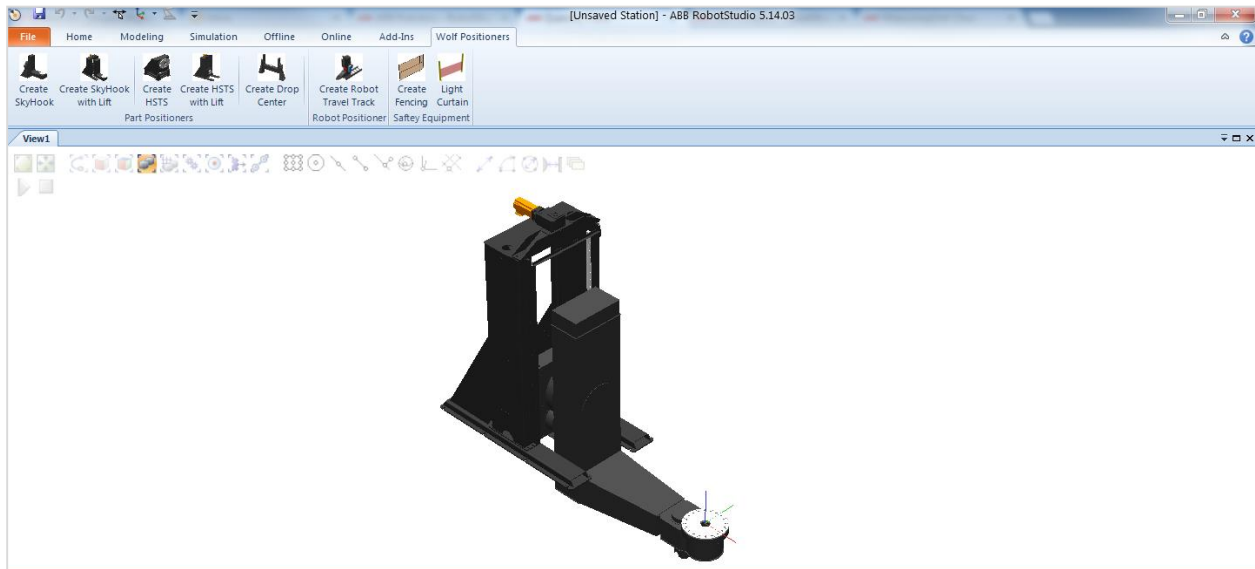 [Unsaved Station] - ABB RobotStudio 5.14.03
File Home Modeling Simulation Offline Online Add-Ins Wolf Positioners
Create Create SkyHook Create Create HSTS Create Drop Create Robot Create Light
SkyHook with Lift HSTS with Lift Center Travel Track Fencing Curtain
Part Positioners Robot Positioner Saftey Equipment
View1